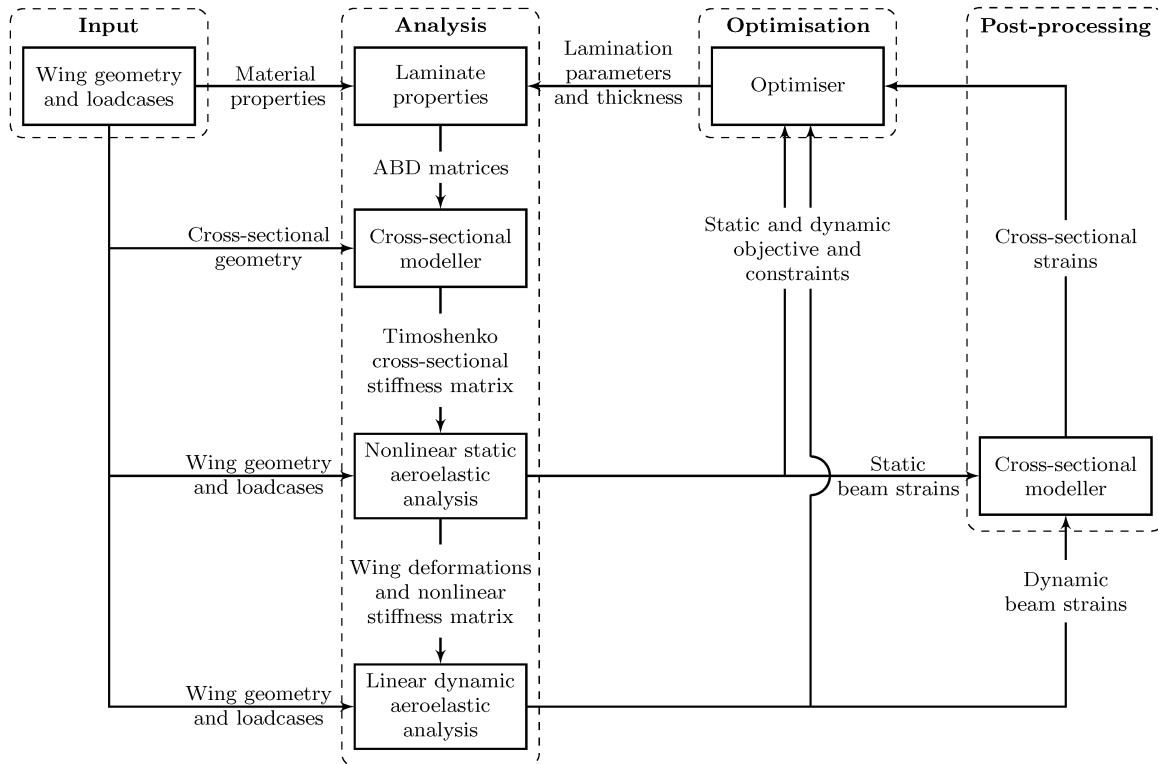 Input
Analysis
Optimisation
Post-processing
Wing geometry
and loadcases
Material
properties
Laminate
properties
Lamination
parameters
and thickness
Optimiser
ABD matrices
Cross-sectional
geometry
Cross-sectional
modeller
Static and dynamic
objective and
constraints
Cross-sectional
strains
Timoshenko
cross-sectional
stiffness matrix
Wing geometry
and loadcases
Nonlinear static
aeroelastic
analysis
Static
beam strains
Cross-sectional
modeller
Wing deformations
and nonlinear
stiffness matrix
Dynamic
beam strains
Wing geometry
and loadcases
Linear dynamic
aeroelastic
analysis